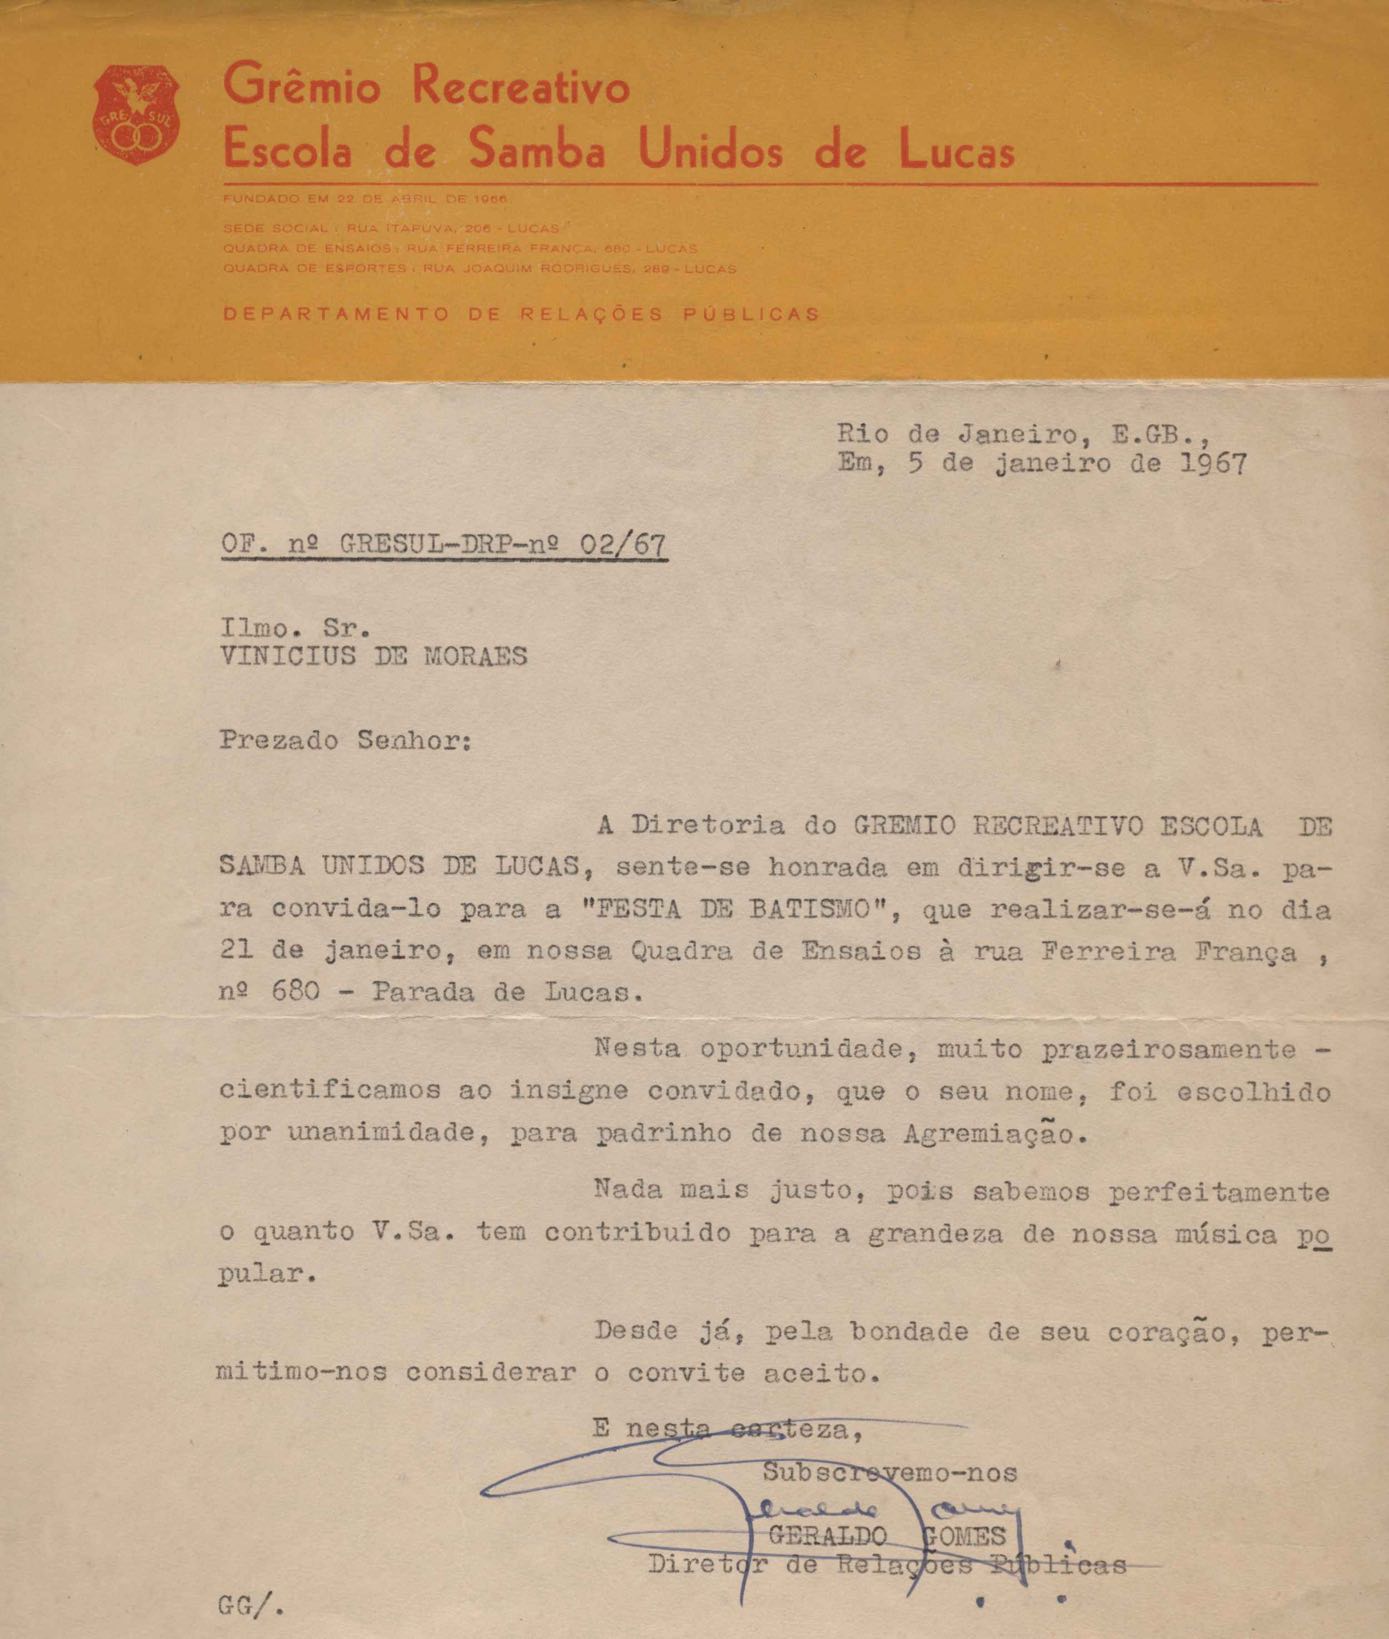 GRE SUL
Grêmio Recreativo
Escola de Samba Unidos de Lucas
FUNDADO EM 22 DE ABRIL DE 1966
SEDE SOCIAL: RUA ITAPUVA, 206 - LUCAS
QUADRA DE ENSAIOS: RUA FERREIRA FRANÇA, 680 - LUCAS
QUADRA DE ESPORTES: RUA JOAQUIM RODRIGUES, 289 - LUCAS
DEPARTAMENTO DE RELAÇÕES PÚBLICAS
Rio de Janeiro, E.GB.,
Em, 5 de janeiro de 1967
OF. nº GRESUL-DRP-nº 02/67
Ilmo. Sr.
VINICIUS DE MORAES
Prezado Senhor:
A Diretoria do GREMIO RECREATIVO ESCOLA DE
SAMBA UNIDOS DE LUCAS, sente-se honrada em dirigir-se a V.Sa. pa-
ra convida-lo para a "FESTA DE BATISMO", que realizar-se-á no dia
21 de janeiro, em nossa Quadra de Ensaios à rua Ferreira França ,
nº 680 - Parada de Lucas.
Nesta oportunidade, muito prazeirosamente -
cientificamos ao insigne convidado, que o seu nome, foi escolhido
por unanimidade, para padrinho de nossa Agremiação.
Nada mais justo, pois sabemos perfeitamente
o quanto V.Sa. tem contribuido para a grandeza de nossa música po
pular.
Desde já, pela bondade de seu coração, per-
mitimo-nos considerar o convite aceito.
E nesta certeza,
Subscrevemo-nos
Geraldo Gomes
GERALDO GOMES
Diretor de Relações Públicas
GG/.